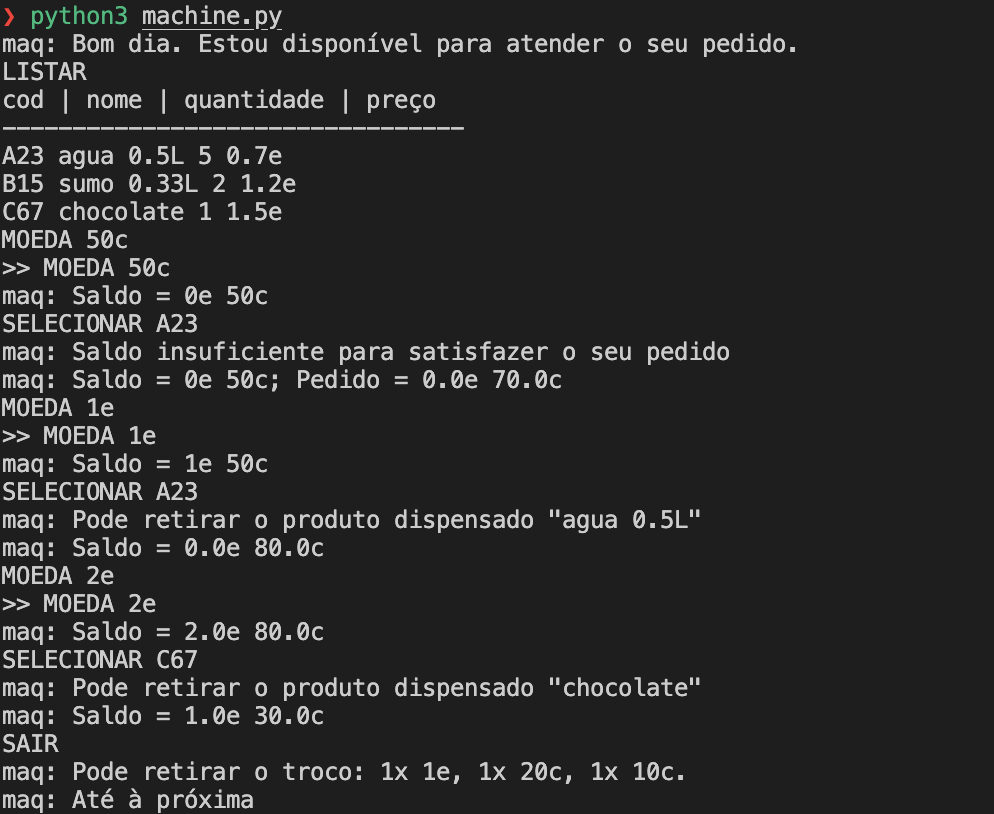 ❯ python3 machine.py
maq: Bom dia. Estou disponível para atender o seu pedido.
LISTAR
cod | nome | quantidade | preço
---------------------------------
A23 agua 0.5L 5 0.7e
B15 sumo 0.33L 2 1.2e
C67 chocolate 1 1.5e
MOEDA 50c
>> MOEDA 50c
maq: Saldo = 0e 50c
SELECIONAR A23
maq: Saldo insuficiente para satisfazer o seu pedido
maq: Saldo = 0e 50c; Pedido = 0.0e 70.0c
MOEDA 1e
>> MOEDA 1e
maq: Saldo = 1e 50c
SELECIONAR A23
maq: Pode retirar o produto dispensado "agua 0.5L"
maq: Saldo = 0.0e 80.0c
MOEDA 2e
>> MOEDA 2e
maq: Saldo = 2.0e 80.0c
SELECIONAR C67
maq: Pode retirar o produto dispensado "chocolate"
maq: Saldo = 1.0e 30.0c
SAIR
maq: Pode retirar o troco: 1x 1e, 1x 20c, 1x 10c.
maq: Até à próxima